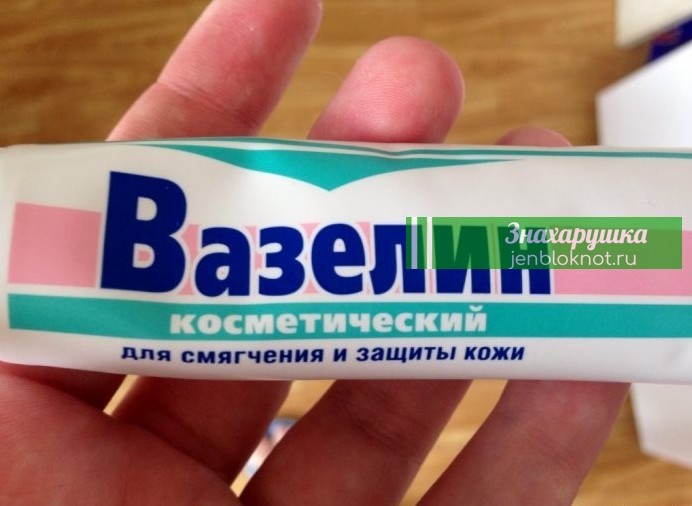 Вазелин
Знахарушка
jenbloknot.ru
косметический
для смягчения и защиты кожи